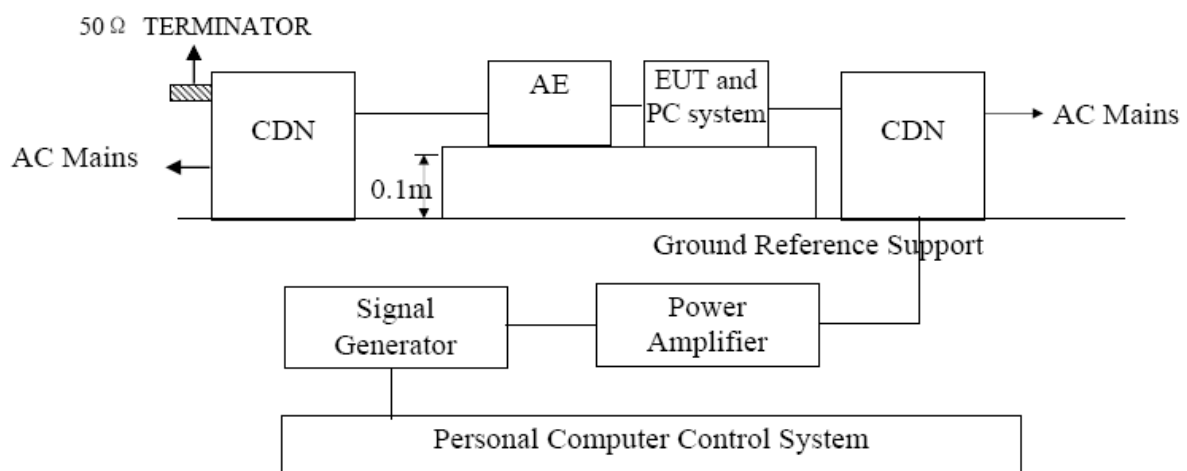 50 Ω TERMINATOR
AE
EUT and
PC system
CDN
CDN
AC Mains
AC Mains
0.1m
Ground Reference Support
Signal
Generator
Power
Amplifier
Personal Computer Control System